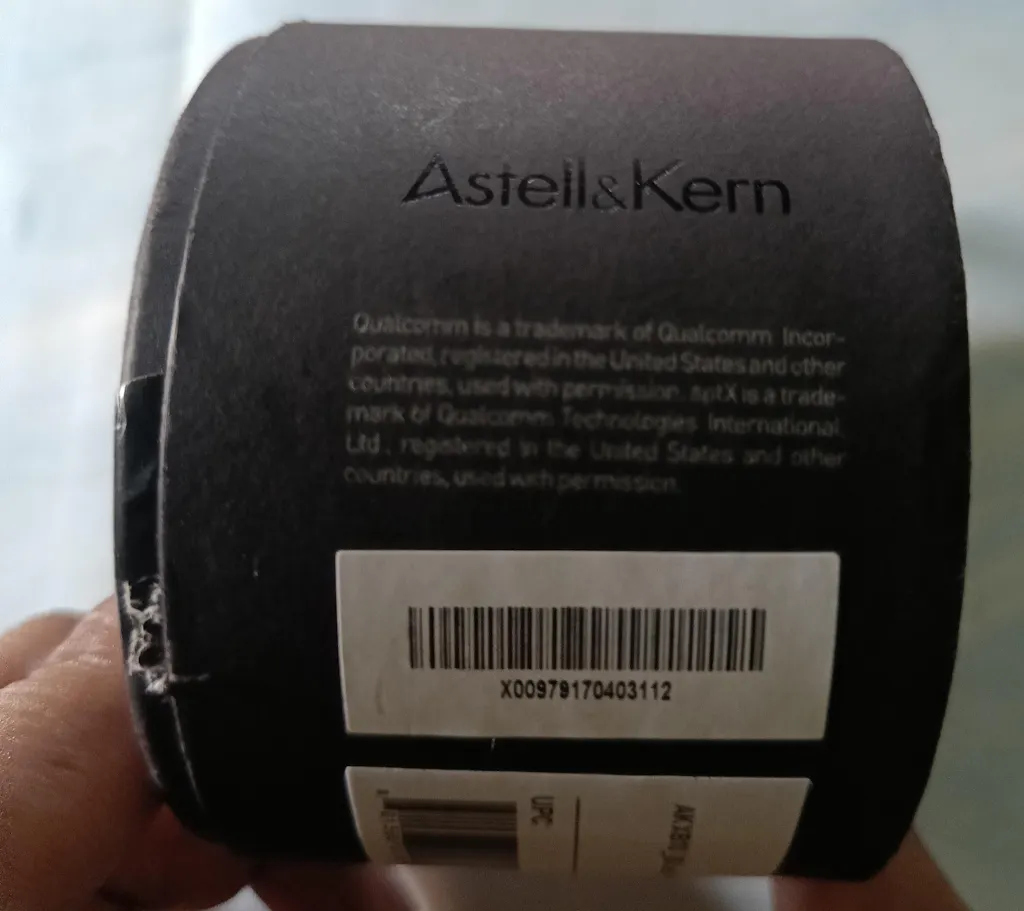 Astell&Kern
Qualcomm is a trademark of Qualcomm Incor-
porated, registered in the United States and other
countries, used with permission. aptX is a trade-
mark of Qualcomm Technologies International,
Ltd., registered in the United States and other
countries, used with permission.
X00979170403112
UPC